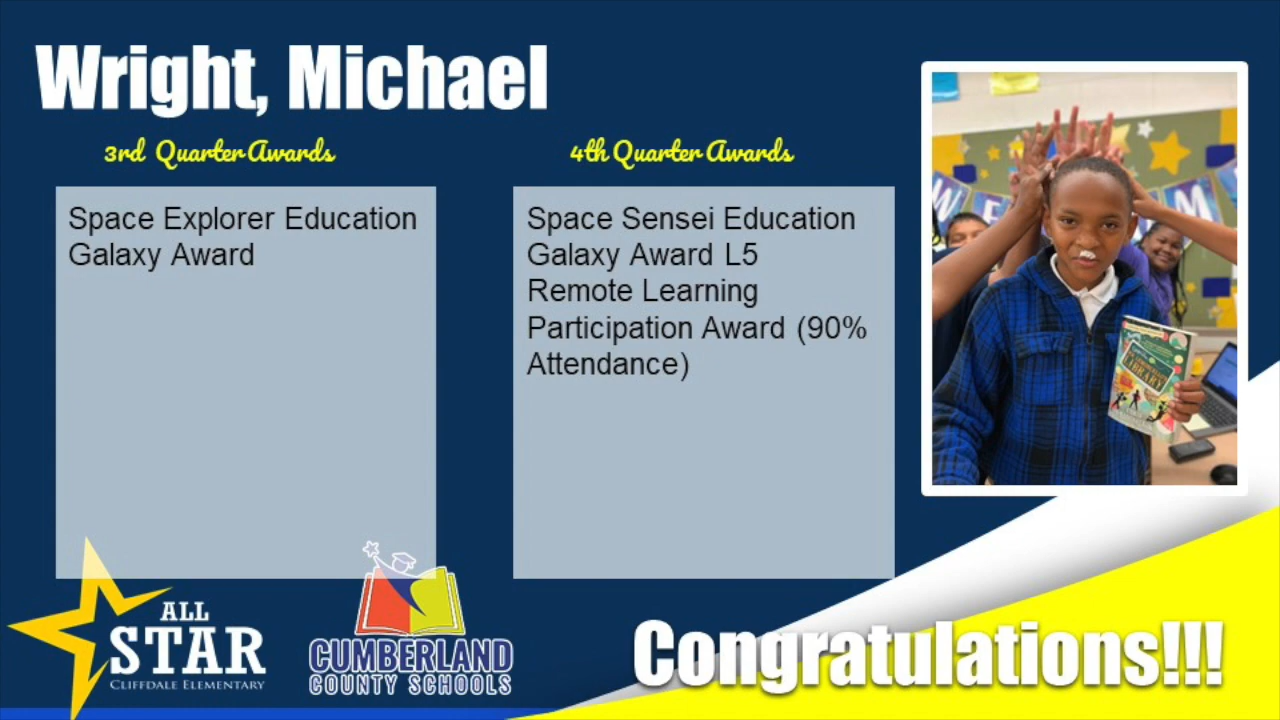 Wright, Michael
3rd Quarter Awards
Space Explorer Education
Galaxy Award
4th Quarter Awards
Space Sensei Education
Galaxy Award L5
Remote Learning
Participation Award (90%
Attendance)
LIBRARY
ALL
STAR
CLIFFDALE ELEMENTARY
CUMBERLAND
COUNTY SCHOOLS
Congratulations!!!